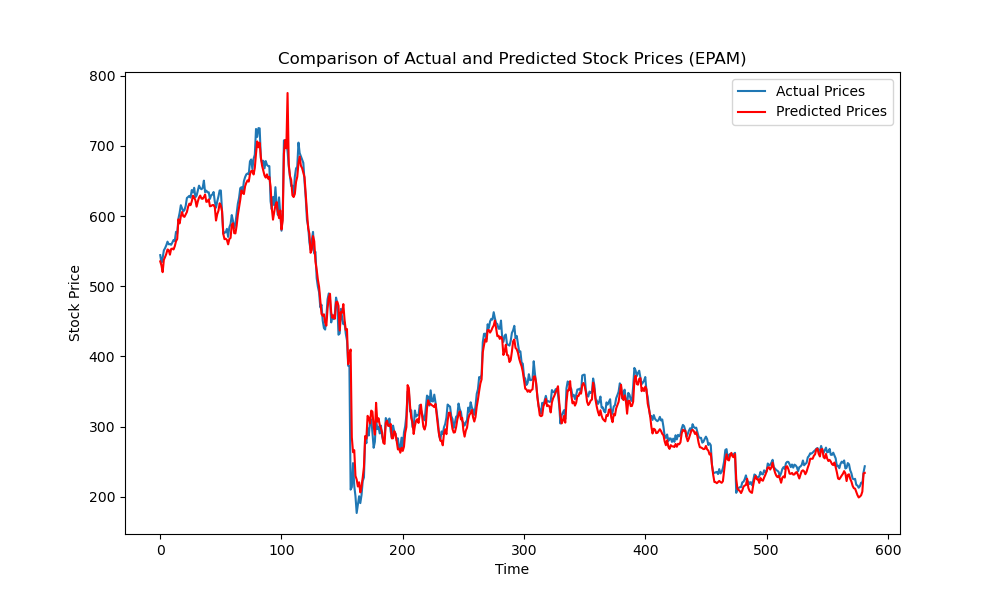 Comparison of Actual and Predicted Stock Prices (EPAM)
Actual Prices
Predicted Prices
Stock Price
800
700
600
500
400
300
200
0 100 200 300 400 500 600
Time